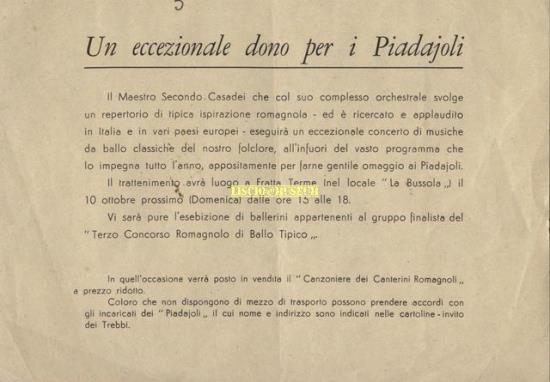 5
Un eccezionale dono per i Piadajoli
Il Maestro Secondo Casadei che col suo complesso orchestrale svolge
un repertorio di tipica ispirazione romagnola - ed è ricercato e applaudito
in Italia e in vari paesi europei - eseguirà un eccezionale concerto di musiche
da ballo classiche del nostro folclore, all'infuori del vasto programma che
lo impegna tutto l'anno, appositamente per farne gentile omaggio ai Piadajoli.
Il trattenimento avrà luogo a Fratta Terme (nel locale "La Bussola„) il
LISCIO@MUSEUM
10 ottobre prossimo (Domenica) dalle ore 15 alle 18.
Vi sarà pure l'esebizione di ballerini appartenenti al gruppo finalista del
"Terzo Concorso Romagnolo di Ballo Tipico„.
In quell'occasione verrà posto in vendita il "Canzoniere dei Canterini Romagnoli„
a prezzo ridotto.
Coloro che non dispongono di mezzo di trasporto possono prendere accordi con
gli incaricati dei "Piadajoli„ il cui nome e indirizzo sono indicati nelle cartoline-invito
dei Trebbi.